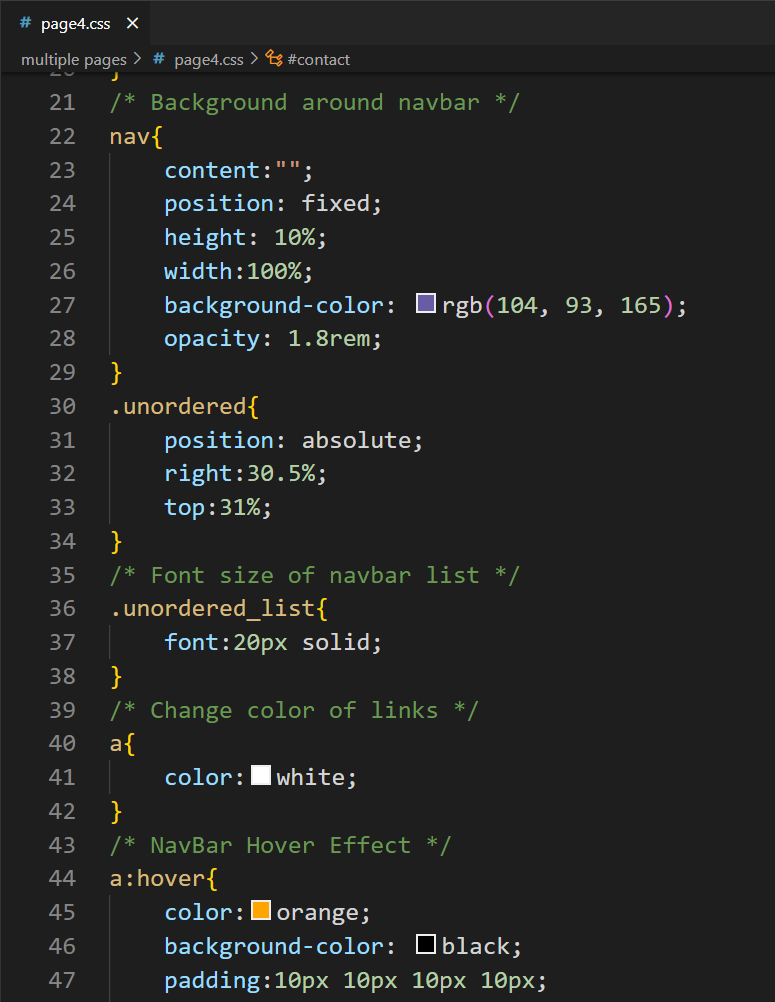 # page4.css ×
multiple pages > # page4.css > #contact
20 }
21 /* Background around navbar */
22 nav{
23 content:"";
24 position: fixed;
25 height: 10%;
26 width:100%;
27 background-color: rgb(104, 93, 165);
28 opacity: 1.8rem;
29 }
30 .unordered{
31 position: absolute;
32 right:30.5%;
33 top:31%;
34 }
35 /* Font size of navbar list */
36 .unordered_list{
37 font:20px solid;
38 }
39 /* Change color of links */
40 a{
41 color:white;
42 }
43 /* NavBar Hover Effect */
44 a:hover{
45 color:orange;
46 background-color: black;
47 padding:10px 10px 10px 10px;